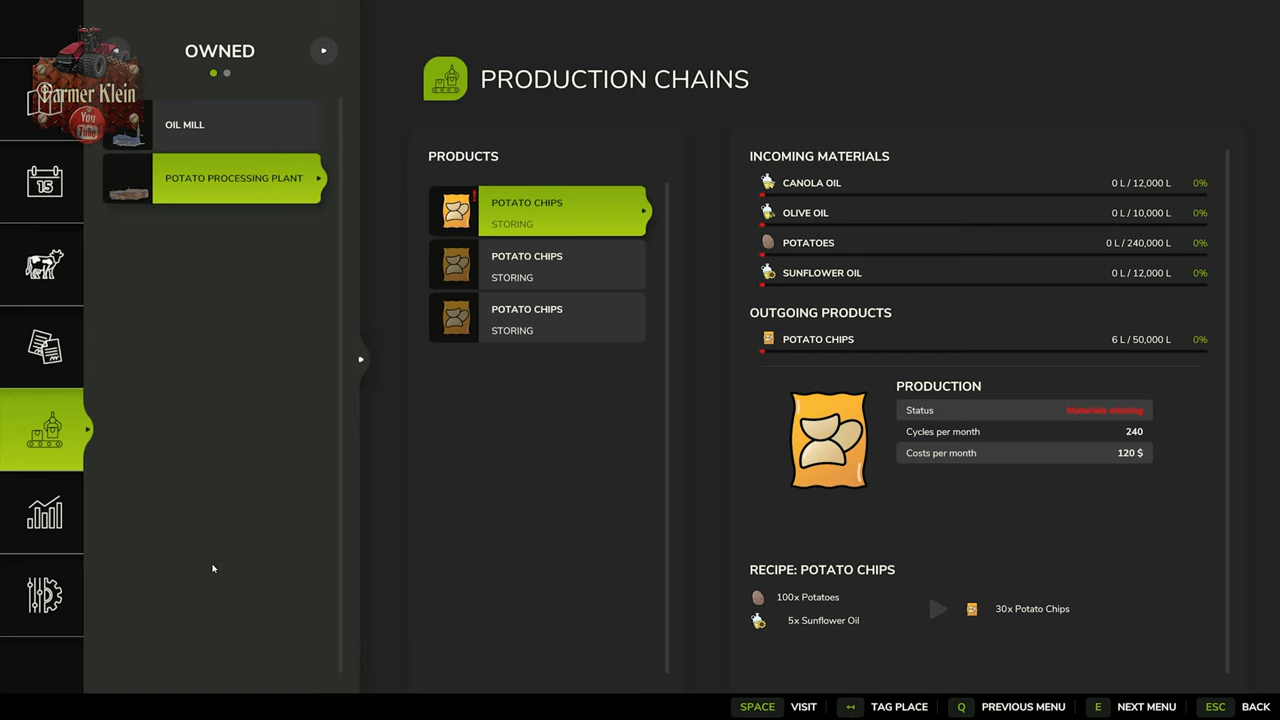 Farmer Klein
You
Tube
15
OWNED
OIL MILL
POTATO PROCESSING PLANT
PRODUCTION CHAINS
PRODUCTS
POTATO CHIPS
STORING
POTATO CHIPS
STORING
POTATO CHIPS
STORING
INCOMING MATERIALS
CANOLA OIL 0 L / 12,000 L 0%
OLIVE OIL 0 L / 10,000 L 0%
POTATOES 0 L / 240,000 L 0%
SUNFLOWER OIL 0 L / 12,000 L 0%
OUTGOING PRODUCTS
POTATO CHIPS 6 L / 50,000 L 0%
PRODUCTION
Status Materials missing
Cycles per month 240
Costs per month 120 $
RECIPE: POTATO CHIPS
100x Potatoes
5x Sunflower Oil
30x Potato Chips
SPACE VISIT TAG PLACE Q PREVIOUS MENU E NEXT MENU ESC BACK